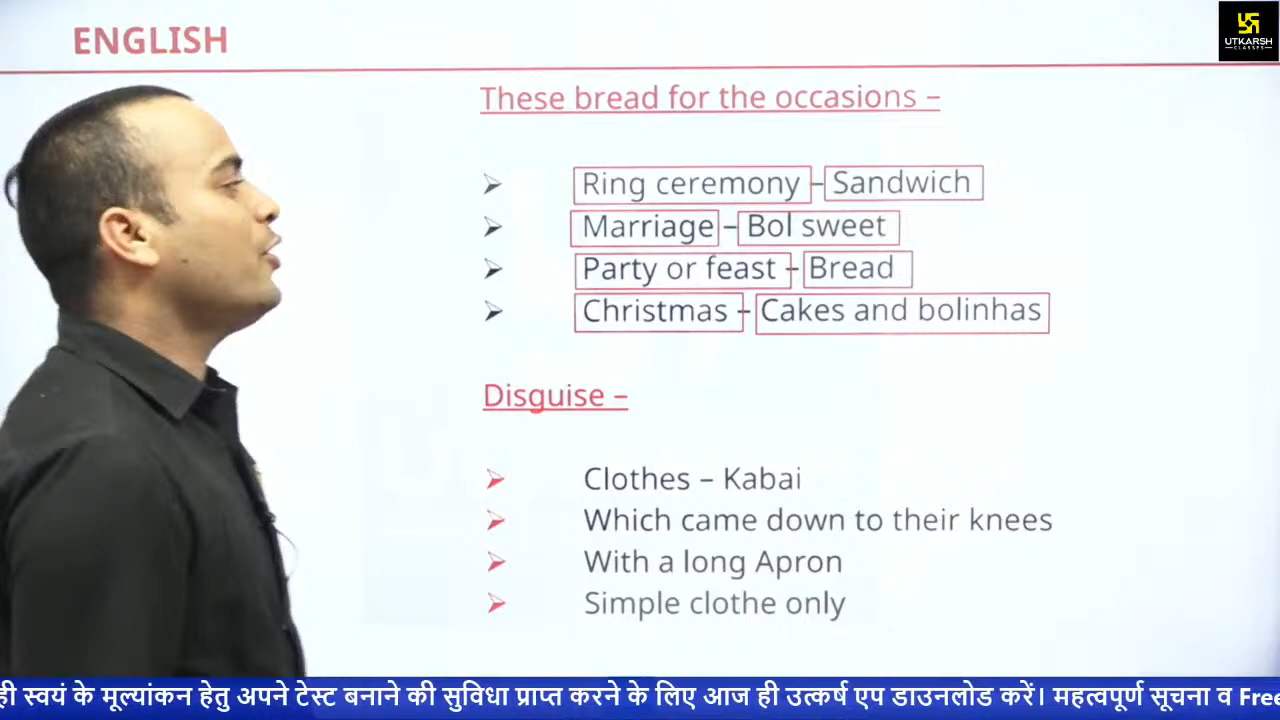 ENGLISH
UTKARSH
CLASSES
These bread for the occasions –
➢ Ring ceremony – Sandwich
➢ Marriage – Bol sweet
➢ Party or feast – Bread
➢ Christmas – Cakes and bolinhas
Disguise –
➢ Clothes – Kabai
➢ Which came down to their knees
➢ With a long Apron
➢ Simple clothe only
ही स्वयं के मूल्यांकन हेतु अपने टेस्ट बनाने की सुविधा प्राप्त करने के लिए आज ही उत्कर्ष एप डाउनलोड करें। महत्वपूर्ण सूचना व Free